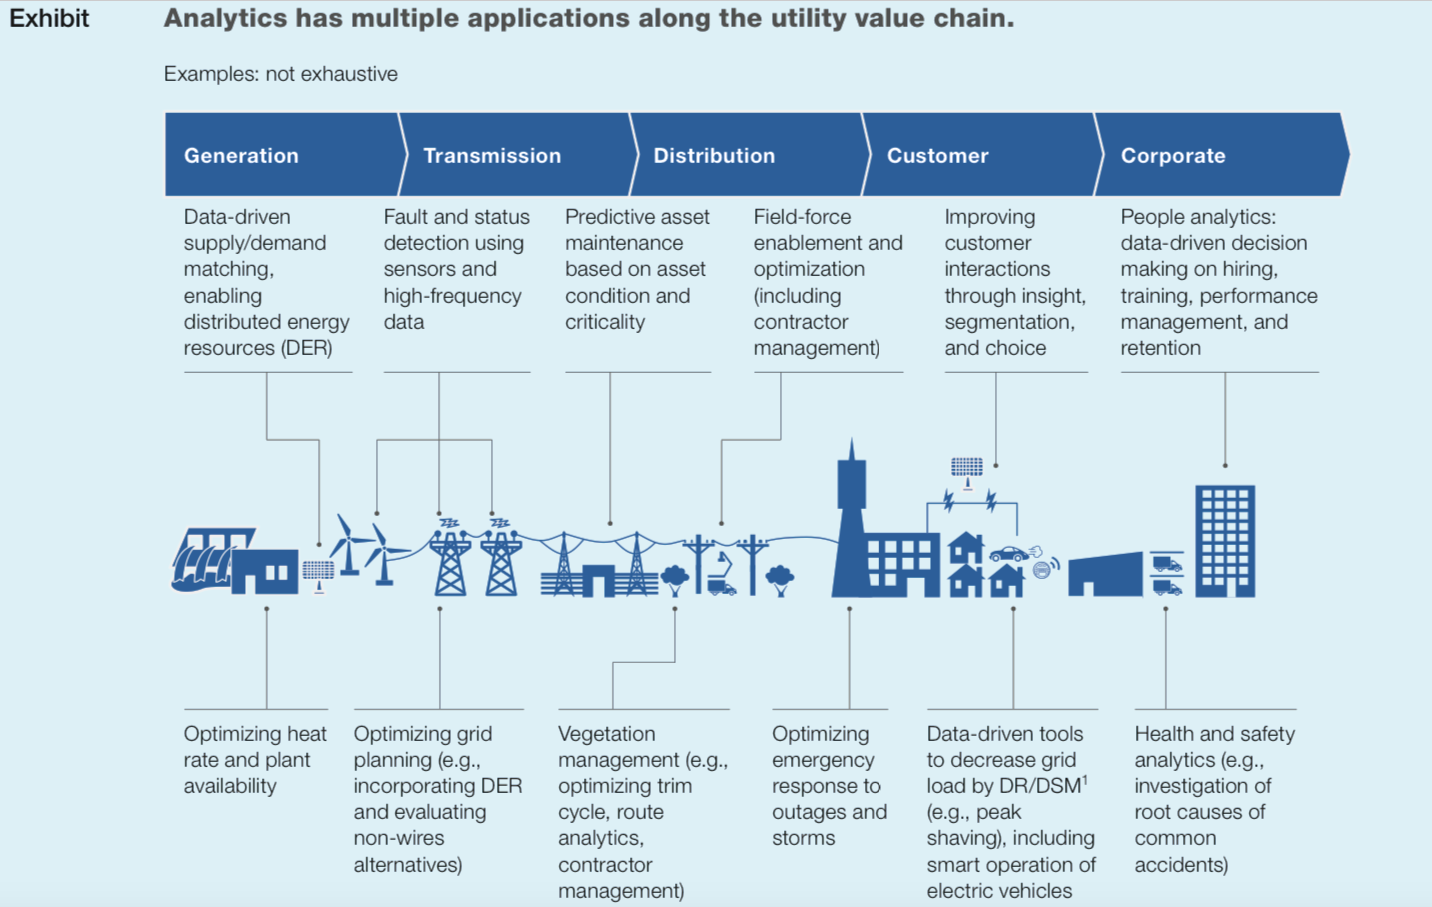 Exhibit
Analytics has multiple applications along the utility value chain.
Examples: not exhaustive
Generation
Transmission
Distribution
Customer
Corporate
Data-driven
supply/demand
matching,
enabling
distributed energy
resources (DER)
Fault and status
detection using
sensors and
high-frequency
data
Predictive asset
maintenance
based on asset
condition and
criticality
Field-force
enablement and
optimization
(including
contractor
management)
Improving
customer
interactions
through insight,
segmentation,
and choice
People analytics:
data-driven decision
making on hiring,
training, performance
management, and
retention
Optimizing heat
rate and plant
availability
Optimizing grid
planning (e.g.,
incorporating DER
and evaluating
non-wires
alternatives)
Vegetation
management (e.g.,
optimizing trim
cycle, route
analytics,
contractor
management)
Optimizing
emergency
response to
outages and
storms
Data-driven tools
to decrease grid
load by DR/DSM¹
(e.g., peak
shaving), including
smart operation of
electric vehicles
Health and safety
analytics (e.g.,
investigation of
root causes of
common
accidents)